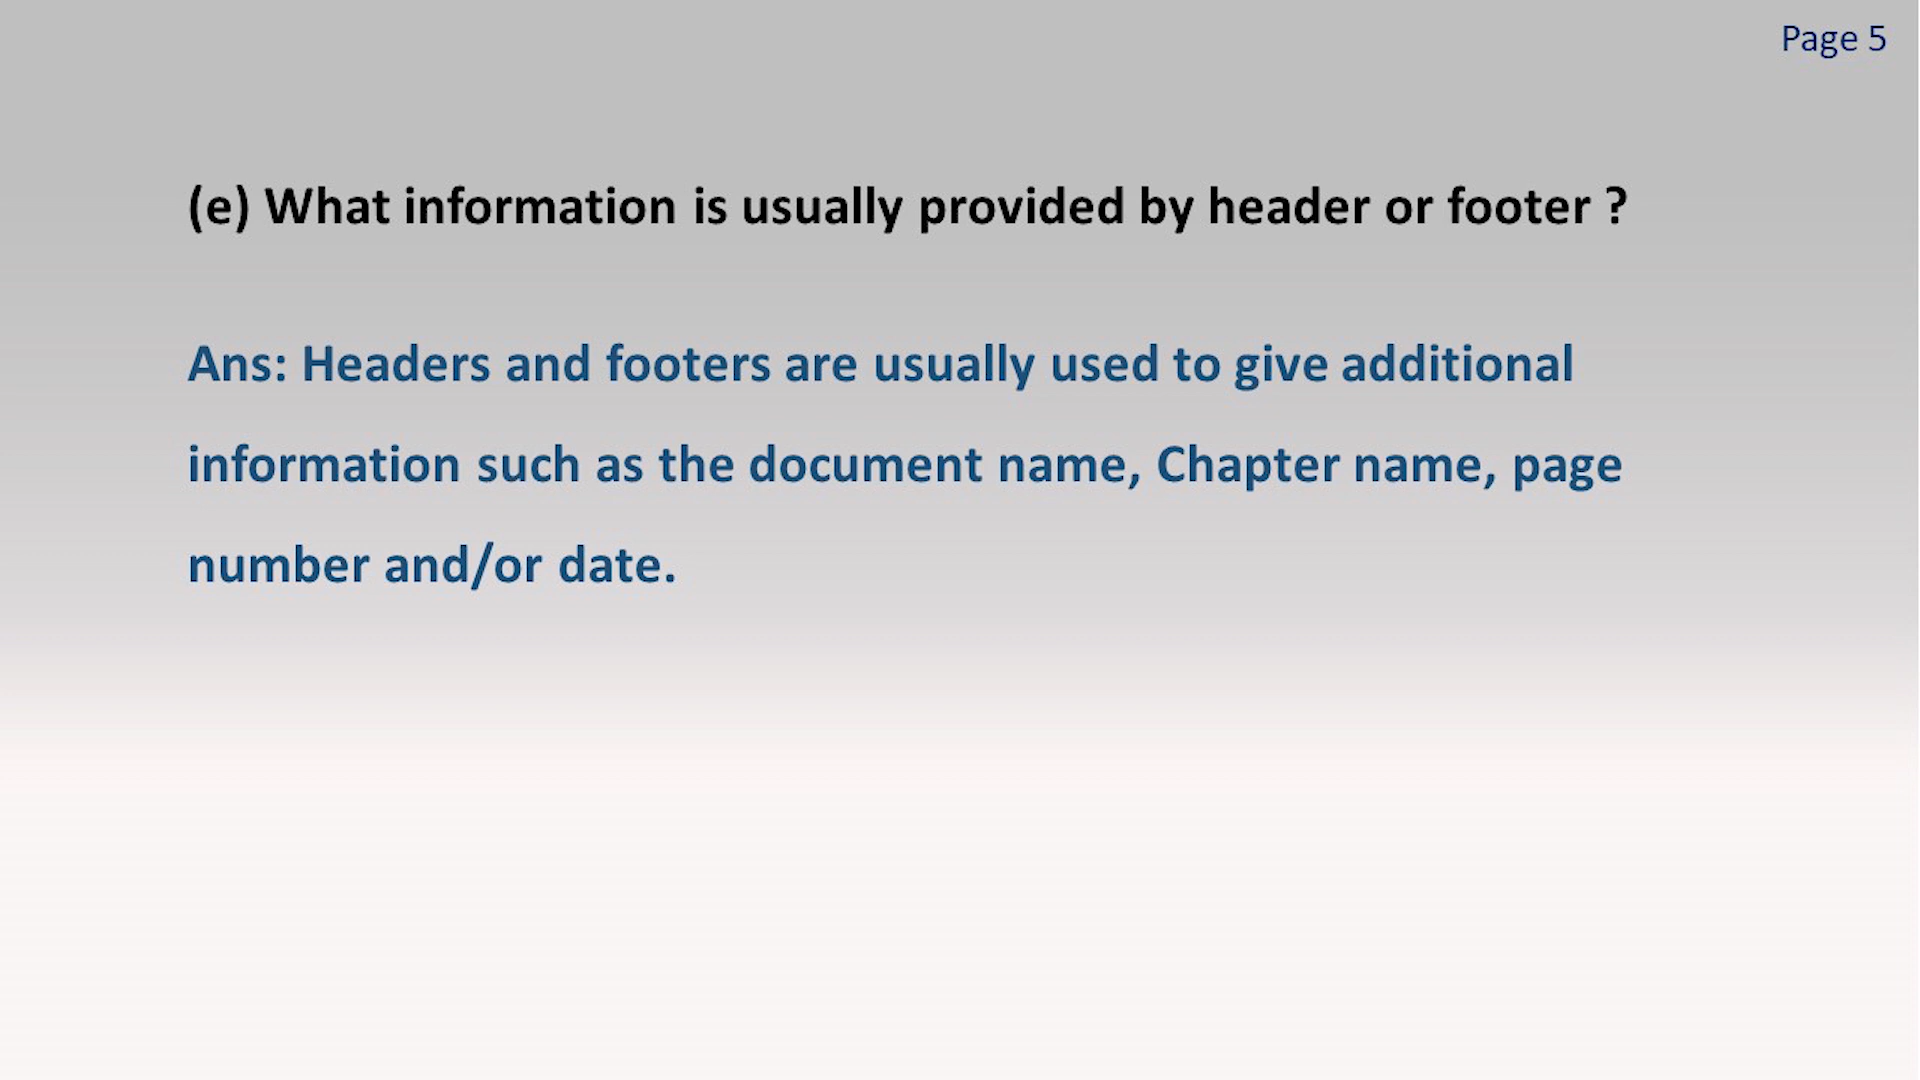 Page 5
(e) What information is usually provided by header or footer ?
Ans: Headers and footers are usually used to give additional
information such as the document name, Chapter name, page
number and/or date.